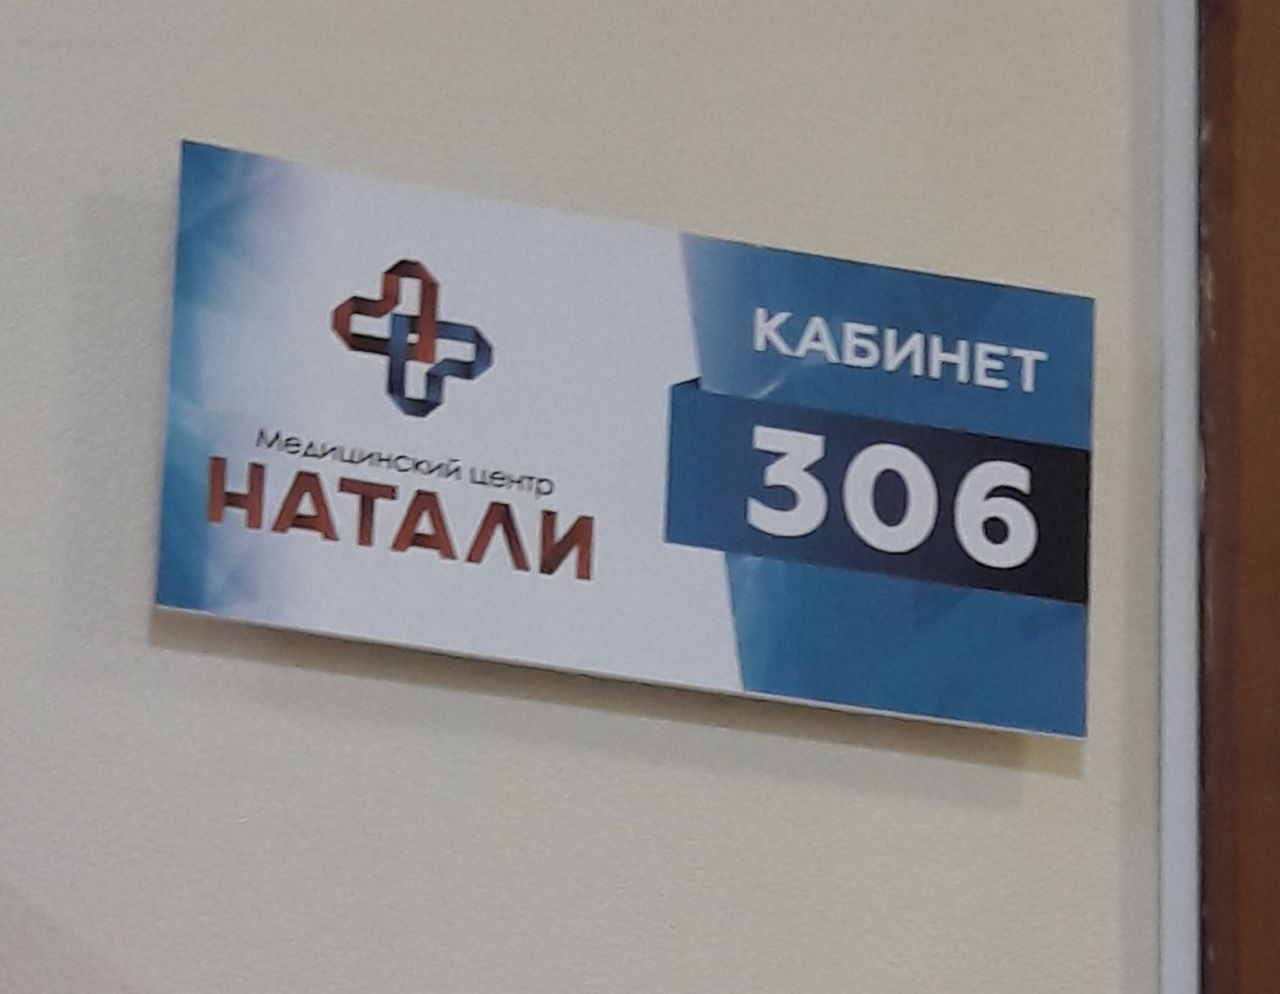 Медицинский центр
НАТАЛИ
КАБИНЕТ
306